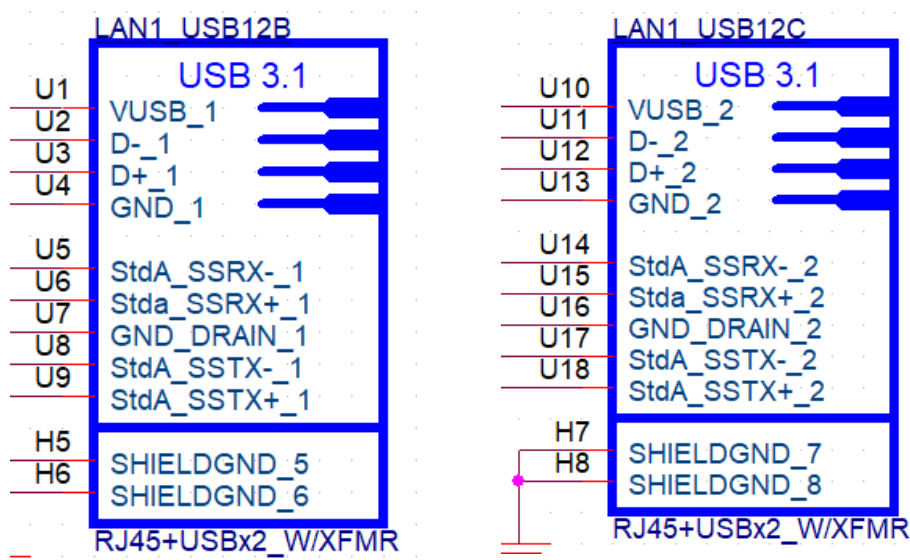 LAN1_USB12B
USB 3.1
U1 VUSB_1
U2 D-_1
U3 D+_1
U4 GND_1
U5 StdA_SSRX-_1
U6 Stda_SSRX+_1
U7 GND_DRAIN_1
U8 StdA_SSTX-_1
U9 StdA_SSTX+_1
H5 SHIELDGND_5
H6 SHIELDGND_6
RJ45+USBx2_W/XFMR
LAN1_USB12C
USB 3.1
U10 VUSB_2
U11 D-_2
U12 D+_2
U13 GND_2
U14 StdA_SSRX-_2
U15 Stda_SSRX+_2
U16 GND_DRAIN_2
U17 StdA_SSTX-_2
U18 StdA_SSTX+_2
H7 SHIELDGND_7
H8 SHIELDGND_8
RJ45+USBx2_W/XFMR